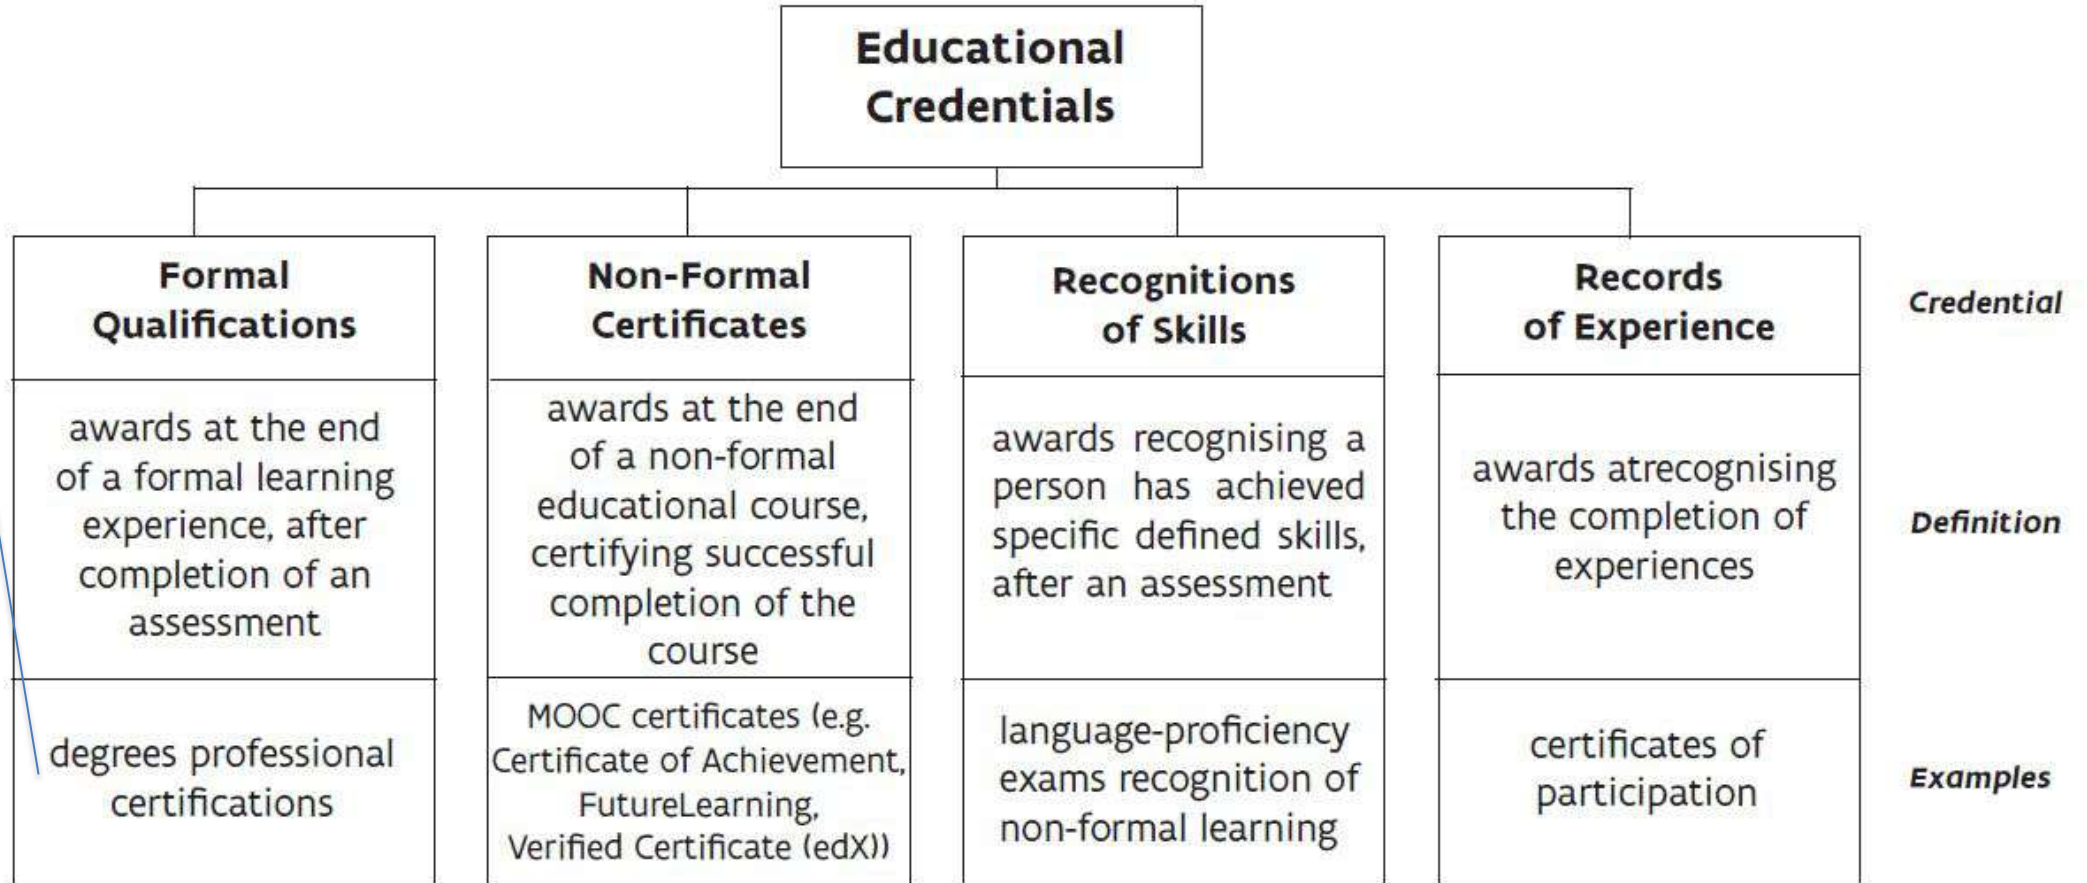 Educational
Credentials
Formal
Qualifications
awards at the end
of a formal learning
experience, after
completion of an
assessment
degrees professional
certifications
Non-Formal
Certificates
awards at the end
of a non-formal
educational course,
certifying successful
completion of the
course
MOOC certificates (e.g.
Certificate of Achievement,
FutureLearning,
Verified Certificate (edX))
Recognitions
of Skills
awards recognising a
person has achieved
specific defined skills,
after an assessment
language-proficiency
exams recognition of
non-formal learning
Records
of Experience
awards atrecognising
the completion of
experiences
certificates of
participation
Credential
Definition
Examples